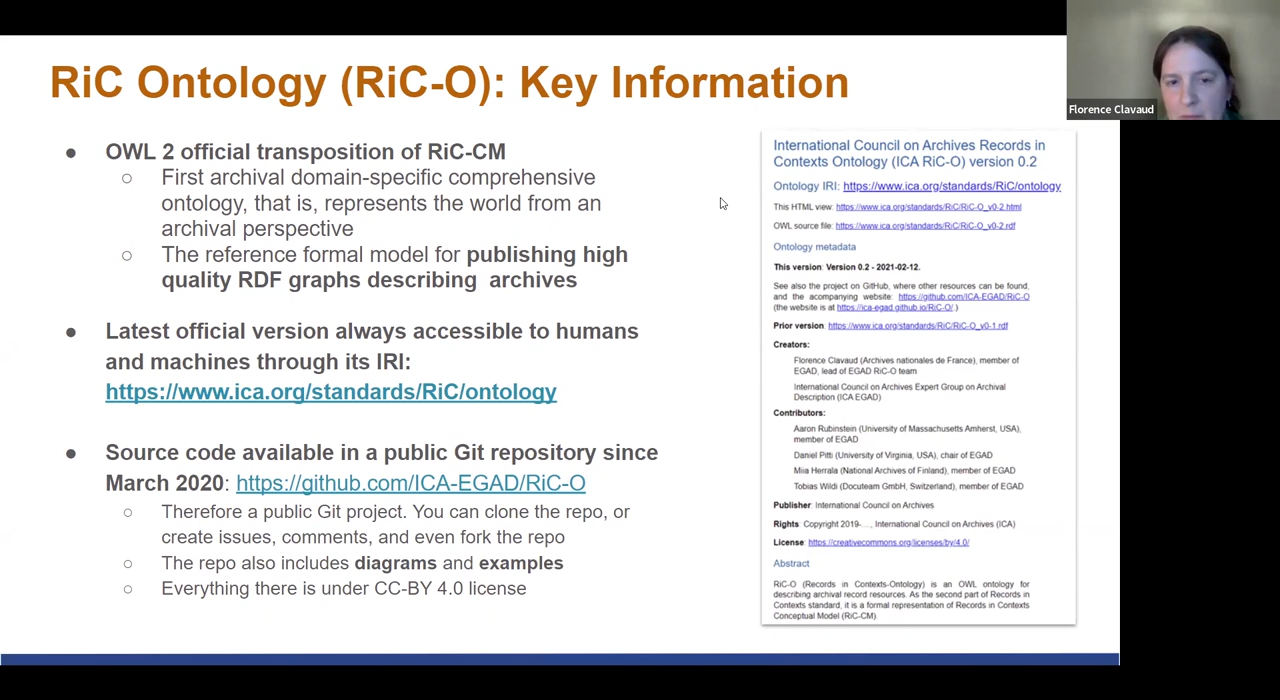 RiC Ontology (RiC-O): Key Information
● OWL 2 official transposition of RiC-CM
○ First archival domain-specific comprehensive
ontology, that is, represents the world from an
archival perspective
○ The reference formal model for publishing high
quality RDF graphs describing archives
● Latest official version always accessible to humans
and machines through its IRI:
https://www.ica.org/standards/RiC/ontology
● Source code available in a public Git repository since
March 2020: https://github.com/ICA-EGAD/RiC-O
○ Therefore a public Git project. You can clone the repo, or
create issues, comments, and even fork the repo
○ The repo also includes diagrams and examples
○ Everything there is under CC-BY 4.0 license
International Council on Archives Records in
Contexts Ontology (ICA RiC-O) version 0.2
Ontology IRI: https://www.ica.org/standards/RiC/ontology
This HTML view: https://www.ica.org/standards/RiC/RiC-O_v0-2.html
OWL source file: https://www.ica.org/standards/RiC/RiC-O_v0-2.rdf
Ontology metadata
This version: Version 0.2 - 2021-02-12.
See also the project on GitHub, where other resources can be found,
and the acompanying website: https://github.com/ICA-EGAD/RiC-O
(the website is at https://ica-egad.github.io/RiC-O/ )
Prior version: https://www.ica.org/standards/RiC/RiC-O_v0-1.rdf
Creators:
Florence Clavaud (Archives nationales de France), member of
EGAD, lead of EGAD RiC-O team
International Council on Archives Expert Group on Archival
Description (ICA EGAD)
Contributors:
Aaron Rubinstein (University of Massachusetts Amherst, USA),
member of EGAD
Daniel Pitti (University of Virginia, USA), chair of EGAD
Miia Herrala (National Archives of Finland), member of EGAD
Tobias Wildi (Docuteam GmbH, Switzerland), member of EGAD
Publisher: International Council on Archives
Rights: Copyright 2019-..., International Council on Archives (ICA)
License: https://creativecommons.org/licenses/by/4.0/
Abstract
RiC-O (Records in Contexts-Ontology) is an OWL ontology for
describing archival record resources. As the second part of Records in
Contexts standard, it is a formal representation of Records in Contexts
Conceptual Model (RiC-CM)
Florence Clavaud